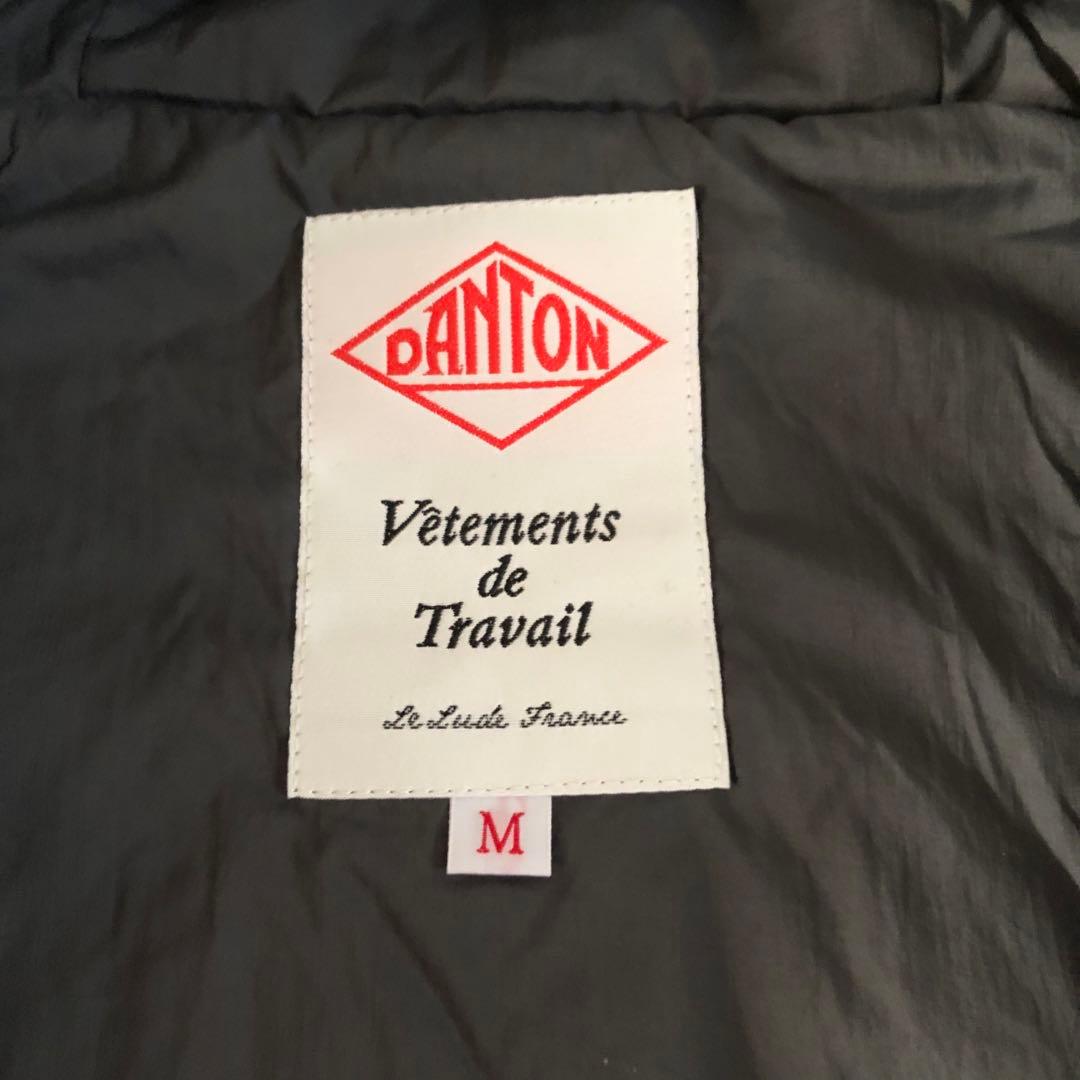 DANTON
Vêtements
de
Travail
Le Lude France
M